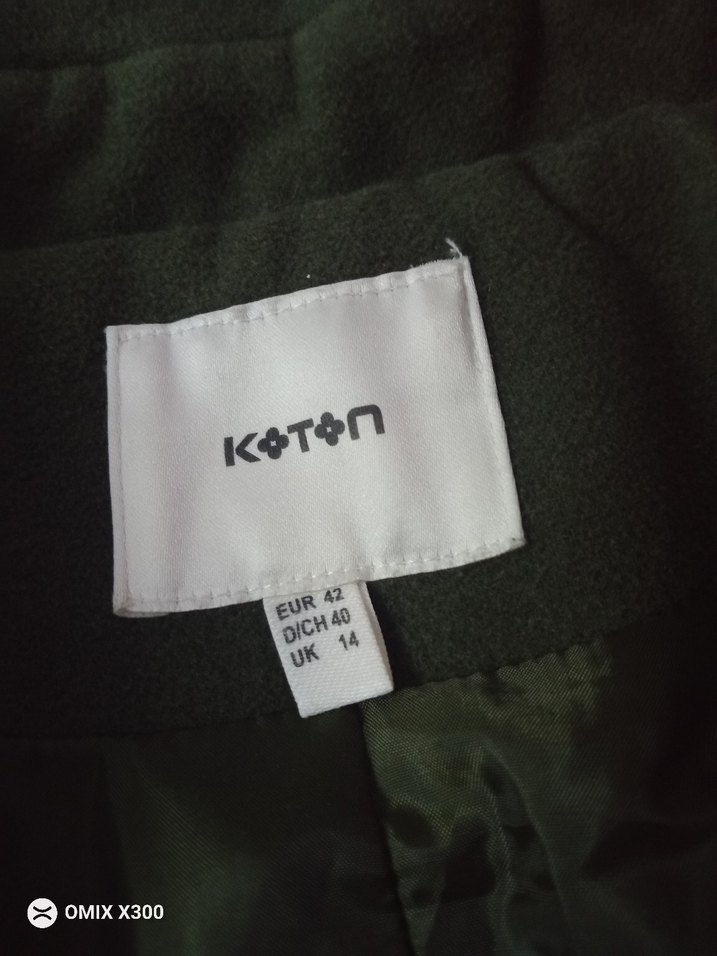 KOTON
EUR 42
D/CH 40
UK 14
OMIX X300